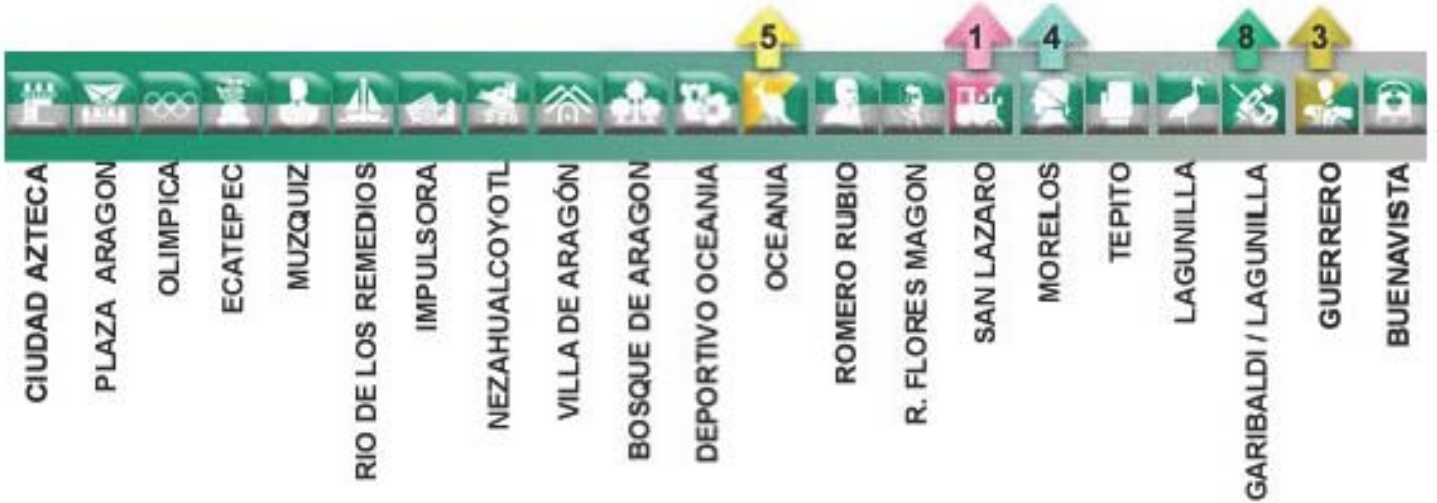 5
1
4
8
3
CIUDAD AZTECA
PLAZA ARAGON
OLIMPICA
ECATEPEC
MUZQUIZ
RIO DE LOS REMEDIOS
IMPULSORA
NEZAHUALCOYOTL
VILLA DE ARAGÓN
BOSQUE DE ARAGON
DEPORTIVO OCEANIA
OCEANIA
ROMERO RUBIO
R. FLORES MAGON
SAN LAZARO
MORELOS
TEPITO
LAGUNILLA
GARIBALDI / LAGUNILLA
GUERRERO
BUENAVISTA